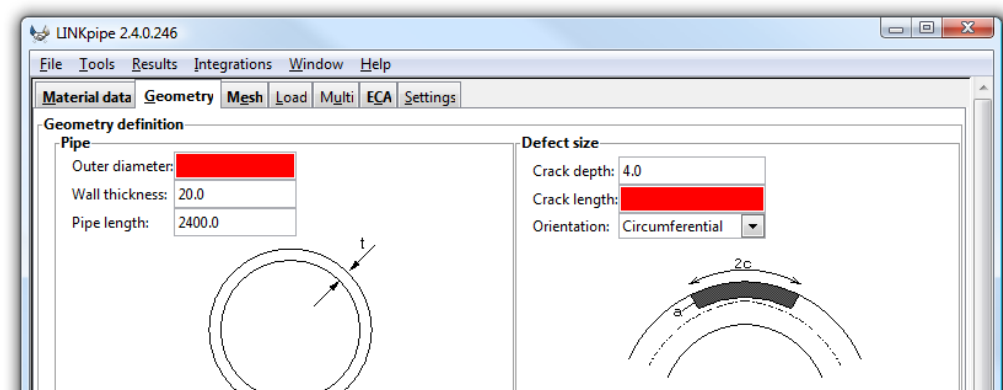 LINKpipe 2.4.0.246
File Tools Results Integrations Window Help
Material data Geometry Mesh Load Multi ECA Settings
Geometry definition
Pipe
Outer diameter:
Wall thickness: 20.0
Pipe length: 2400.0
t
Defect size
Crack depth: 4.0
Crack length:
Orientation: Circumferential
2c
a